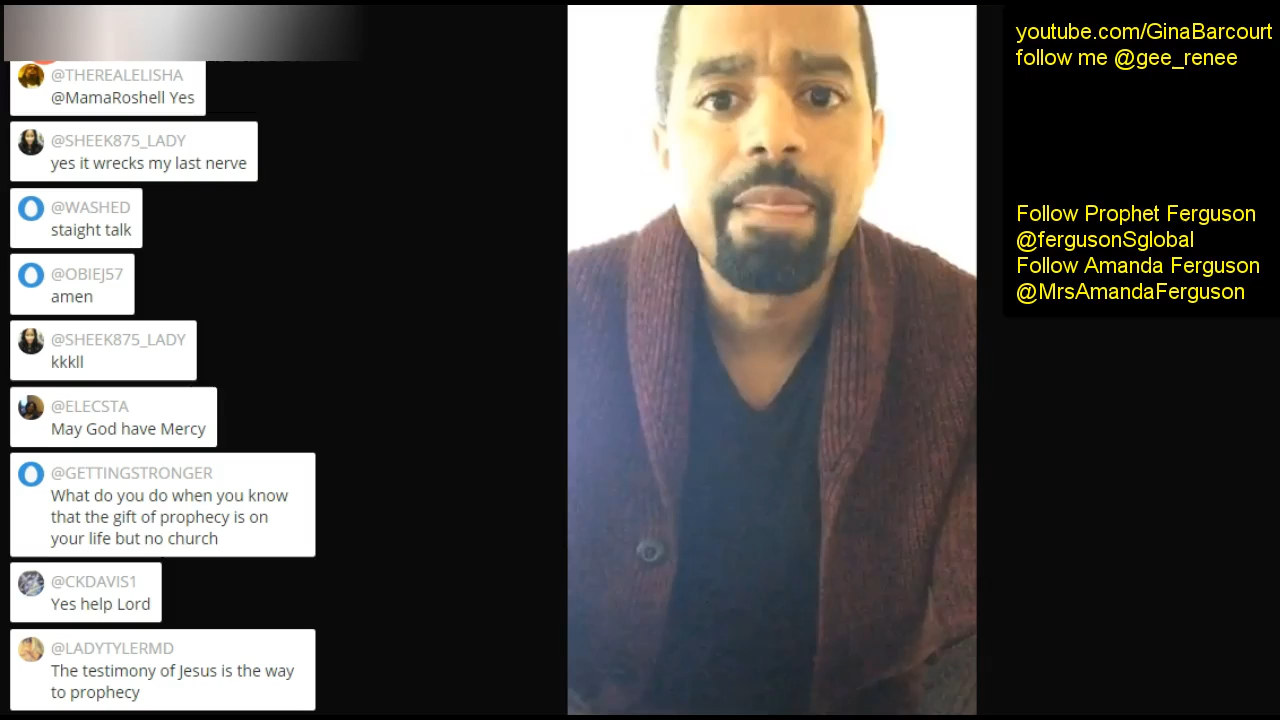 @THEREALELISHA
@MamaRoshell Yes
@SHEEK875_LADY
yes it wrecks my last nerve
@WASHED
staight talk
@OBIEJ57
amen
@SHEEK875_LADY
kkkll
@ELECSTA
May God have Mercy
@GETTINGSTRONGER
What do you do when you know
that the gift of prophecy is on
your life but no church
@CKDAVIS1
Yes help Lord
@LADYTYLERMD
The testimony of Jesus is the way
to prophecy
youtube.com/GinaBarcourt
follow me @gee_renee
Follow Prophet Ferguson
@fergusonSglobal
Follow Amanda Ferguson
@MrsAmandaFerguson